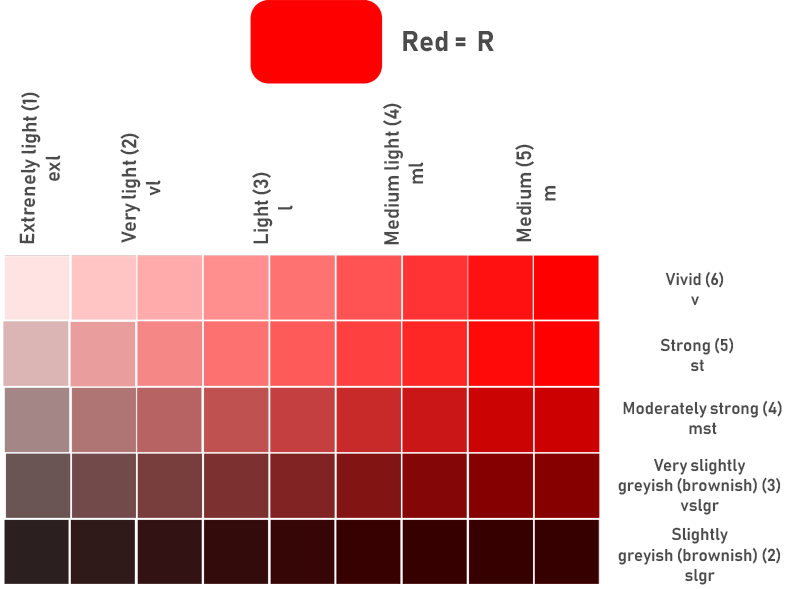 Red = R
Extrenely light (1)
exl
Very light (2)
vl
Light (3)
l
Medium light (4)
ml
Medium (5)
m
Vivid (6)
v
Strong (5)
st
Moderately strong (4)
mst
Very slightly
greyish (brownish) (3)
vslgr
Slightly
greyish (brownish) (2)
slgr